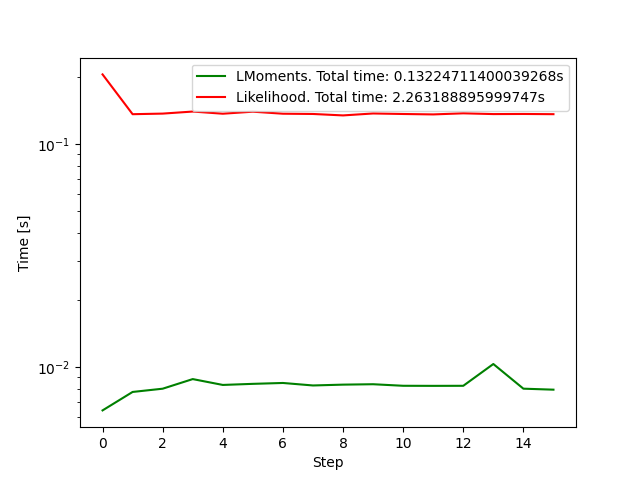 LMoments. Total time: 0.13224711400039268s
Likelihood. Total time: 2.263188895999747s
10⁻¹
Time [s]
10⁻²
0 2 4 6 8 10 12 14
Step